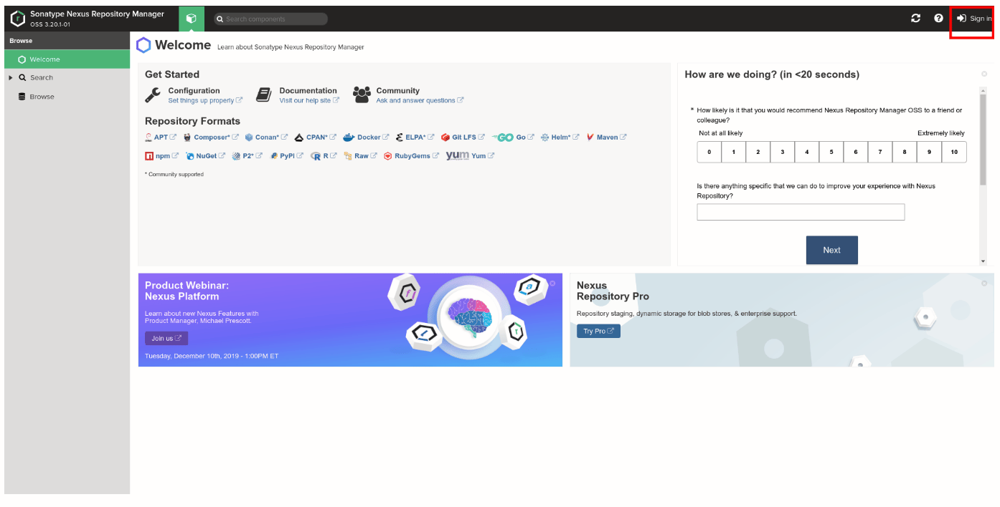 Sonatype Nexus Repository Manager
OSS 3.20.1-01
Search components
Sign in
Browse
Welcome
Search
Browse
Welcome Learn about Sonatype Nexus Repository Manager
Get Started
Configuration
Set things up properly
Documentation
Visit our help site
Community
Ask and answer questions
Repository Formats
APT Composer* Conan* CPAN* Docker ELPA* Git LFS GO Go Helm* Maven
npm NuGet P2* PyPI R Raw RubyGems yum Yum
* Community supported
How are we doing? (in <20 seconds)
* How likely is it that you would recommend Nexus Repository Manager OSS to a friend or
colleague?
Not at all likely Extremely likely
0 1 2 3 4 5 6 7 8 9 10
Is there anything specific that we can do to improve your experience with Nexus
Repository?
Next
Product Webinar:
Nexus Platform
Learn about new Nexus Features with
Product Manager, Michael Prescott.
Join us
Tuesday, December 10th, 2019 - 1:00PM ET
Nexus
Repository Pro
Repository staging, dynamic storage for blob stores, & enterprise support.
Try Pro